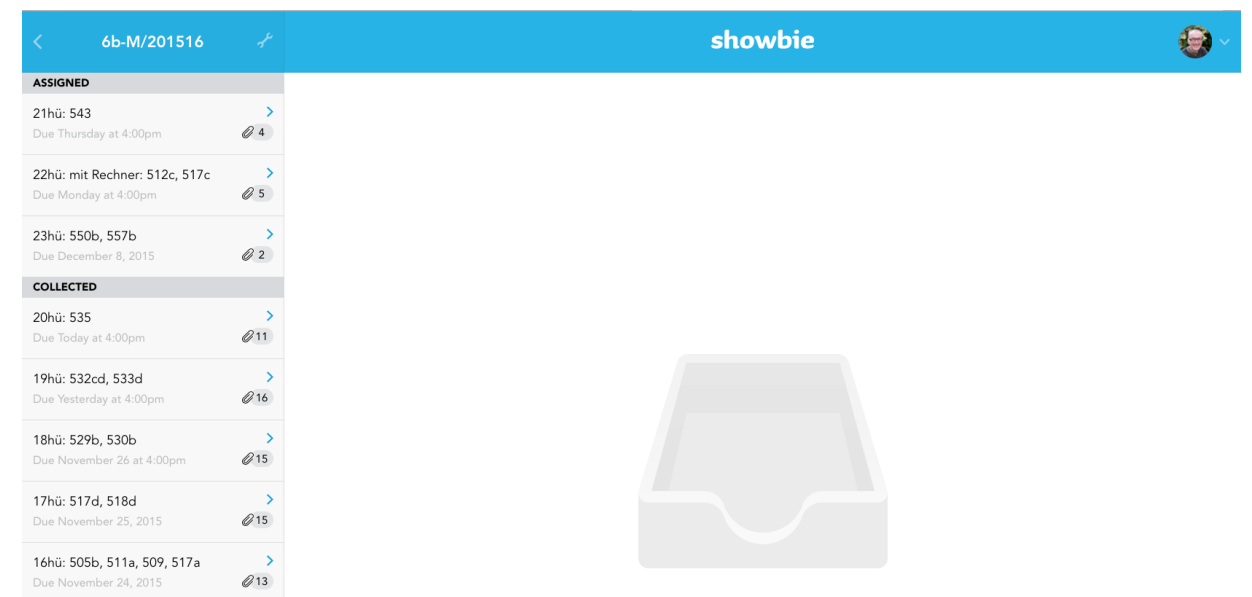 6b-M/201516
showbie
ASSIGNED
21hü: 543
Due Thursday at 4:00pm
4
22hü: mit Rechner: 512c, 517c
Due Monday at 4:00pm
5
23hü: 550b, 557b
Due December 8, 2015
2
COLLECTED
20hü: 535
Due Today at 4:00pm
11
19hü: 532cd, 533d
Due Yesterday at 4:00pm
16
18hü: 529b, 530b
Due November 26 at 4:00pm
15
17hü: 517d, 518d
Due November 25, 2015
15
16hü: 505b, 511a, 509, 517a
Due November 24, 2015
13